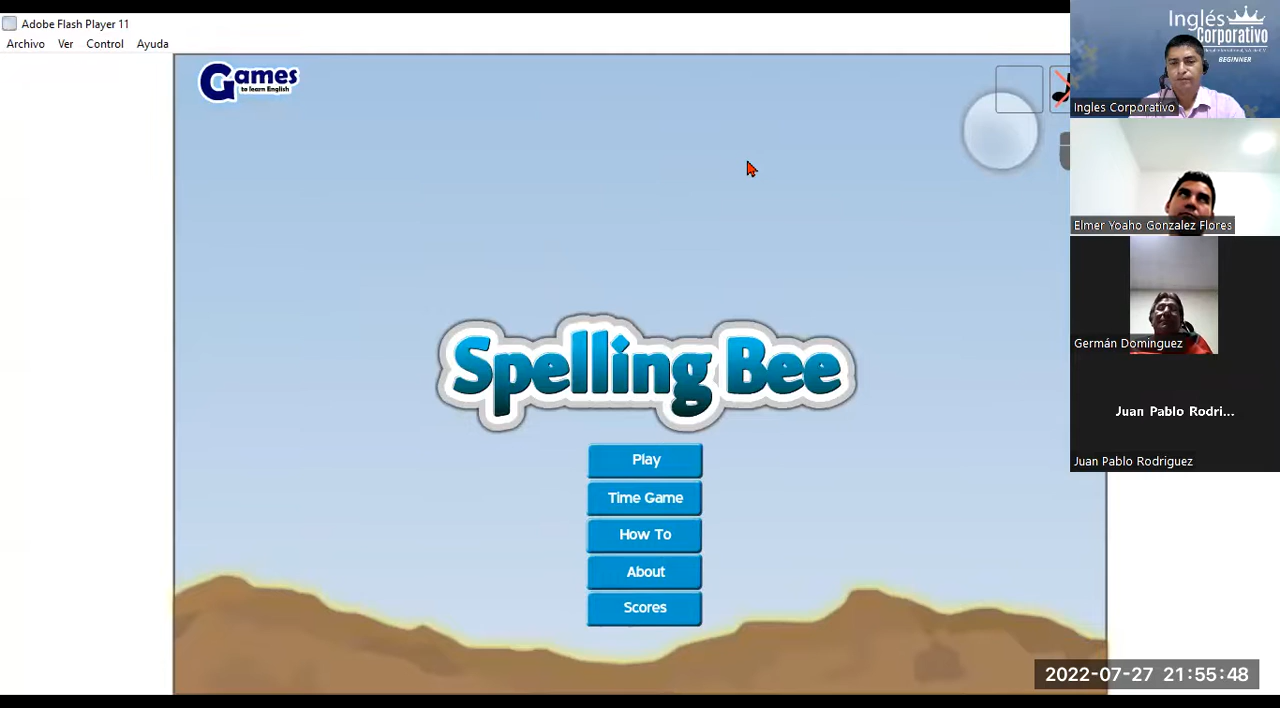 Adobe Flash Player 11
Archivo Ver Control Ayuda
Games
to learn English
Spelling Bee
Play
Time Game
How To
About
Scores
Inglés
Corporativo
BEGINNER
Ingles Corporativo
Elmer Yoaho Gonzalez Flores
Germán Dominguez
Juan Pablo Rodri...
Juan Pablo Rodriguez
2022-07-27 21:55:48